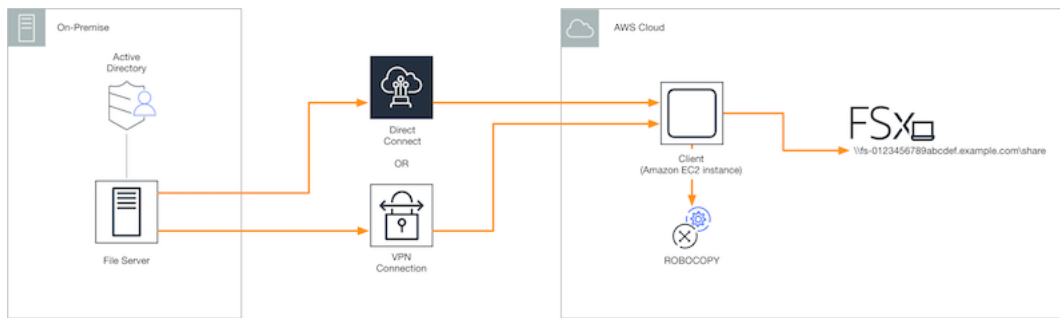 On-Premise
Active
Directory
File Server
Direct
Connect
OR
VPN
Connection
AWS Cloud
Client
(Amazon EC2 instance)
ROBOCOPY
FSx
\\fs-0123456789abcdef.example.com\share